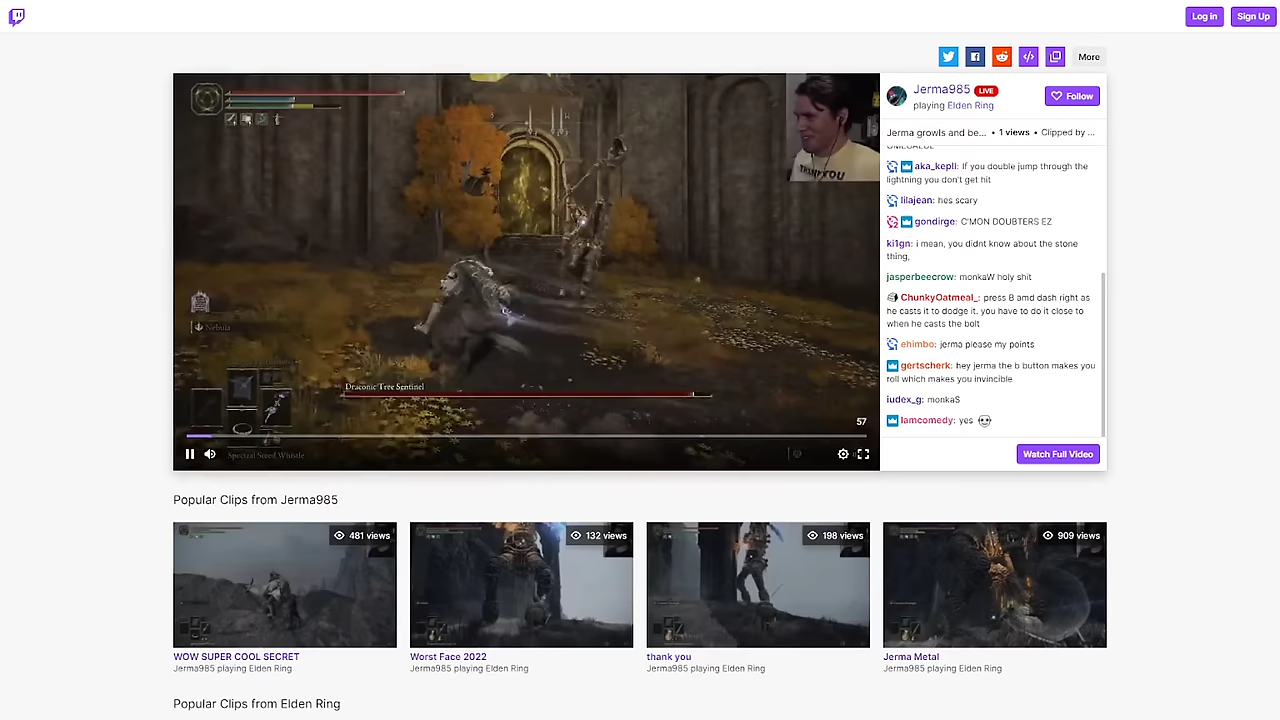 Log in
Sign Up
More
Jerma985 LIVE
playing Elden Ring
Follow
Jerma growls and be... • 1 views • Clipped by ...
OMEGALUL
aka_kepli: If you double jump through the
lightning you don't get hit
lilajean: hes scary
gondirge: C'MON DOUBTERS EZ
ki1gn: i mean, you didnt know about the stone
thing,
jasperbeecrow: monkaW holy shit
ChunkyOatmeal_: press B amd dash right as
he casts it to dodge it. you have to do it close to
when he casts the bolt
ehimbo: jerma please my points
gertscherk: hey jerma the b button makes you
roll which makes you invincible
iudex_g: monkaS
Iamcomedy: yes
Watch Full Video
THANK YOU
Nebula
Draconic Tree Sentinel
57
Spectral Steed Whistle
Popular Clips from Jerma985
481 views
132 views
198 views
909 views
WOW SUPER COOL SECRET
Jerma985 playing Elden Ring
Worst Face 2022
Jerma985 playing Elden Ring
thank you
Jerma985 playing Elden Ring
Jerma Metal
Jerma985 playing Elden Ring
Popular Clips from Elden Ring